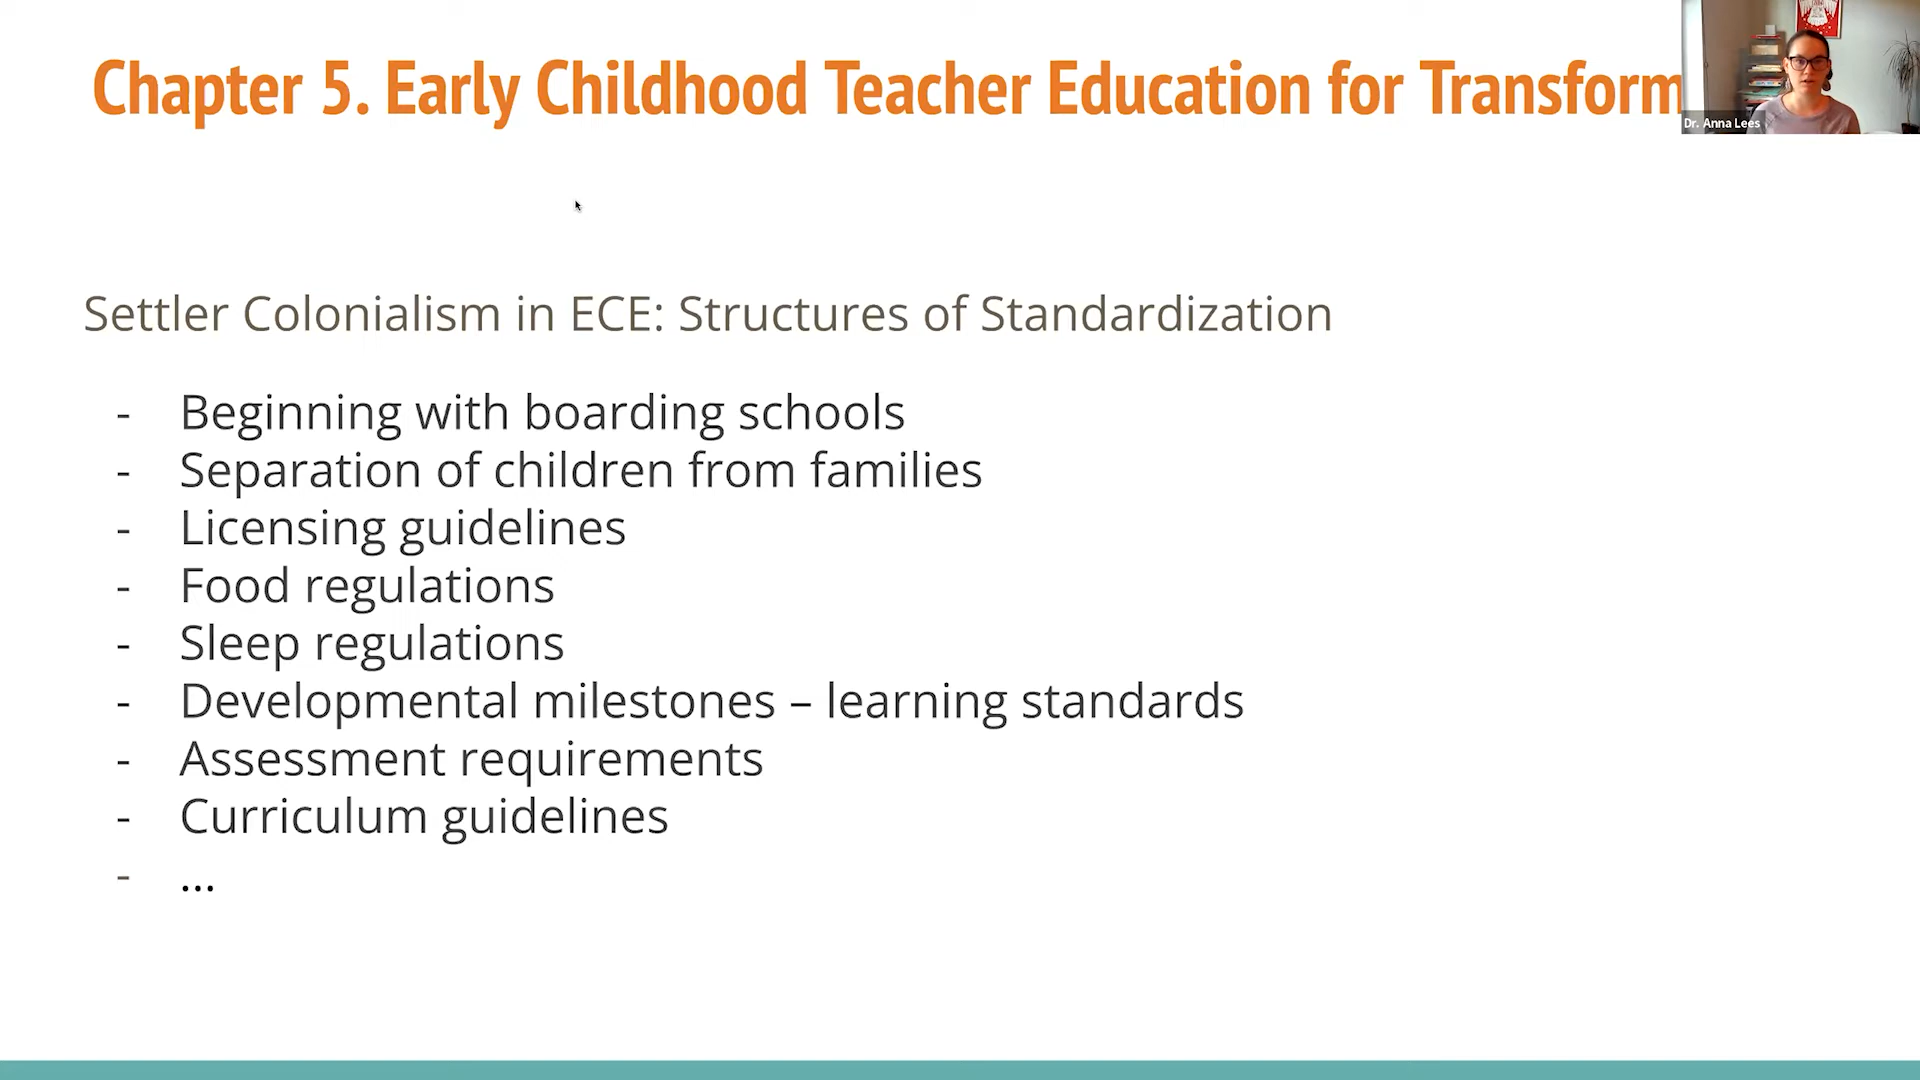 Chapter 5. Early Childhood Teacher Education for Transform
Dr. Anna Lees
Settler Colonialism in ECE: Structures of Standardization
- Beginning with boarding schools
- Separation of children from families
- Licensing guidelines
- Food regulations
- Sleep regulations
- Developmental milestones – learning standards
- Assessment requirements
- Curriculum guidelines
- ...